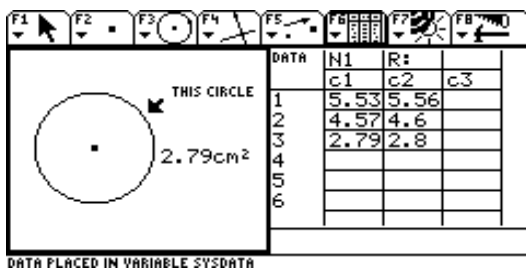 F1 F2 F3 F4 F5 F6 F7 F8
DATA N1 R:
c1 c2 c3
THIS CIRCLE
1 5.53 5.56
2 4.57 4.6
2.79cm²
3 2.79 2.8
4
5
6
DATA PLACED IN VARIABLE SYSDATA